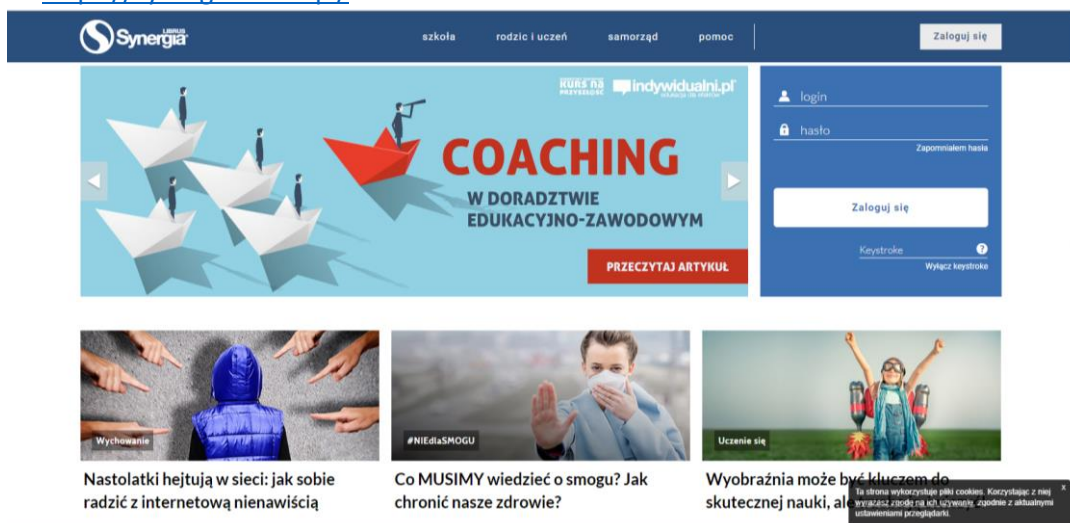 LIBRUS
Synergia
szkoła rodzic i uczeń samorząd pomoc
Zaloguj się
KURS NA
PRZYSZŁOŚĆ
indywidualni.pl
COACHING
W DORADZTWIE
EDUKACYJNO-ZAWODOWYM
PRZECZYTAJ ARTYKUŁ
login
hasło
Zapomniałem hasła
Zaloguj się
Keystroke ?
Wyłącz keystroke
Wychowanie
Nastolatki hejtują w sieci: jak sobie
radzić z internetową nienawiścią
#NIEdlaSMOGU
Co MUSIMY wiedzieć o smogu? Jak
chronić nasze zdrowie?
Uczenie się
Wyobraźnia może być kluczem do
skutecznej nauki, ale
Ta strona wykorzystuje pliki cookies. Korzystając z niej x
wyrażasz zgodę na ich używanie, zgodnie z aktualnymi
ustawieniami przeglądarki.